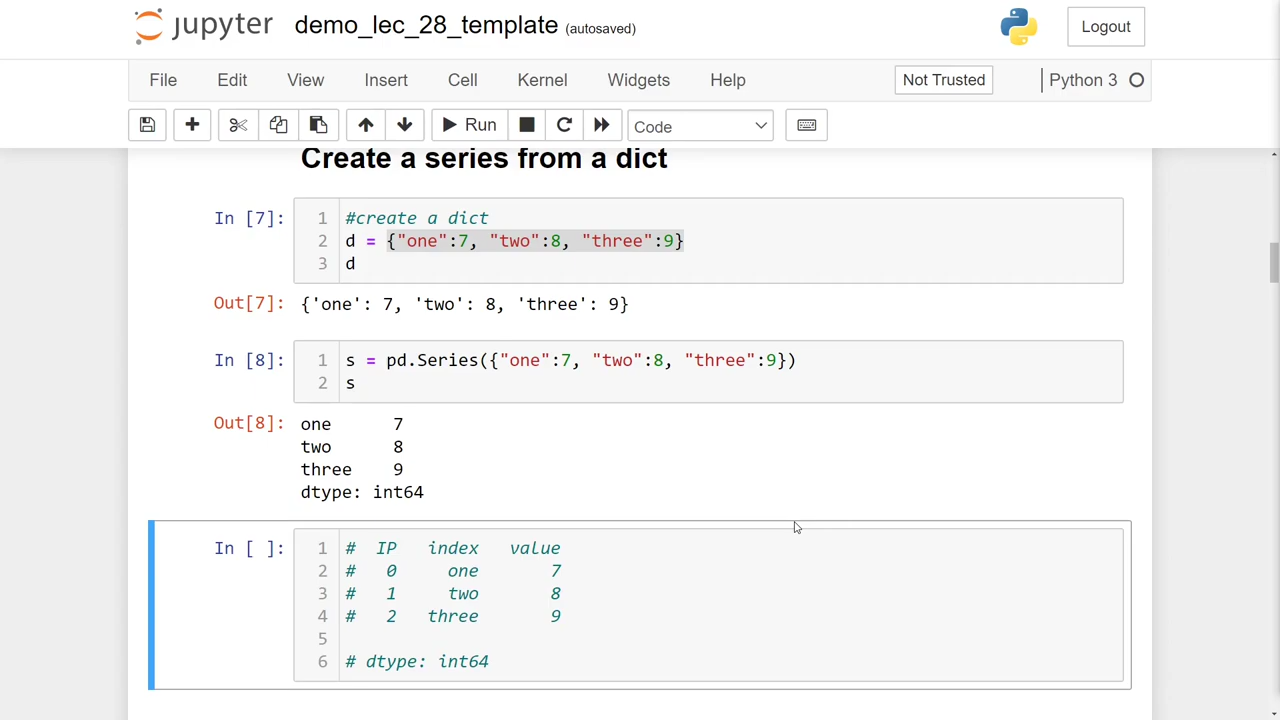 jupyter demo_lec_28_template (autosaved) Logout
File Edit View Insert Cell Kernel Widgets Help Not Trusted Python 3
Run Code
Create a series from a dict
In [7]: 1 #create a dict
2 d = {"one":7, "two":8, "three":9}
3 d
Out[7]: {'one': 7, 'two': 8, 'three': 9}
In [8]: 1 s = pd.Series({"one":7, "two":8, "three":9})
2 s
Out[8]: one 7
two 8
three 9
dtype: int64
In [ ]: 1 # IP index value
2 # 0 one 7
3 # 1 two 8
4 # 2 three 9
5
6 # dtype: int64